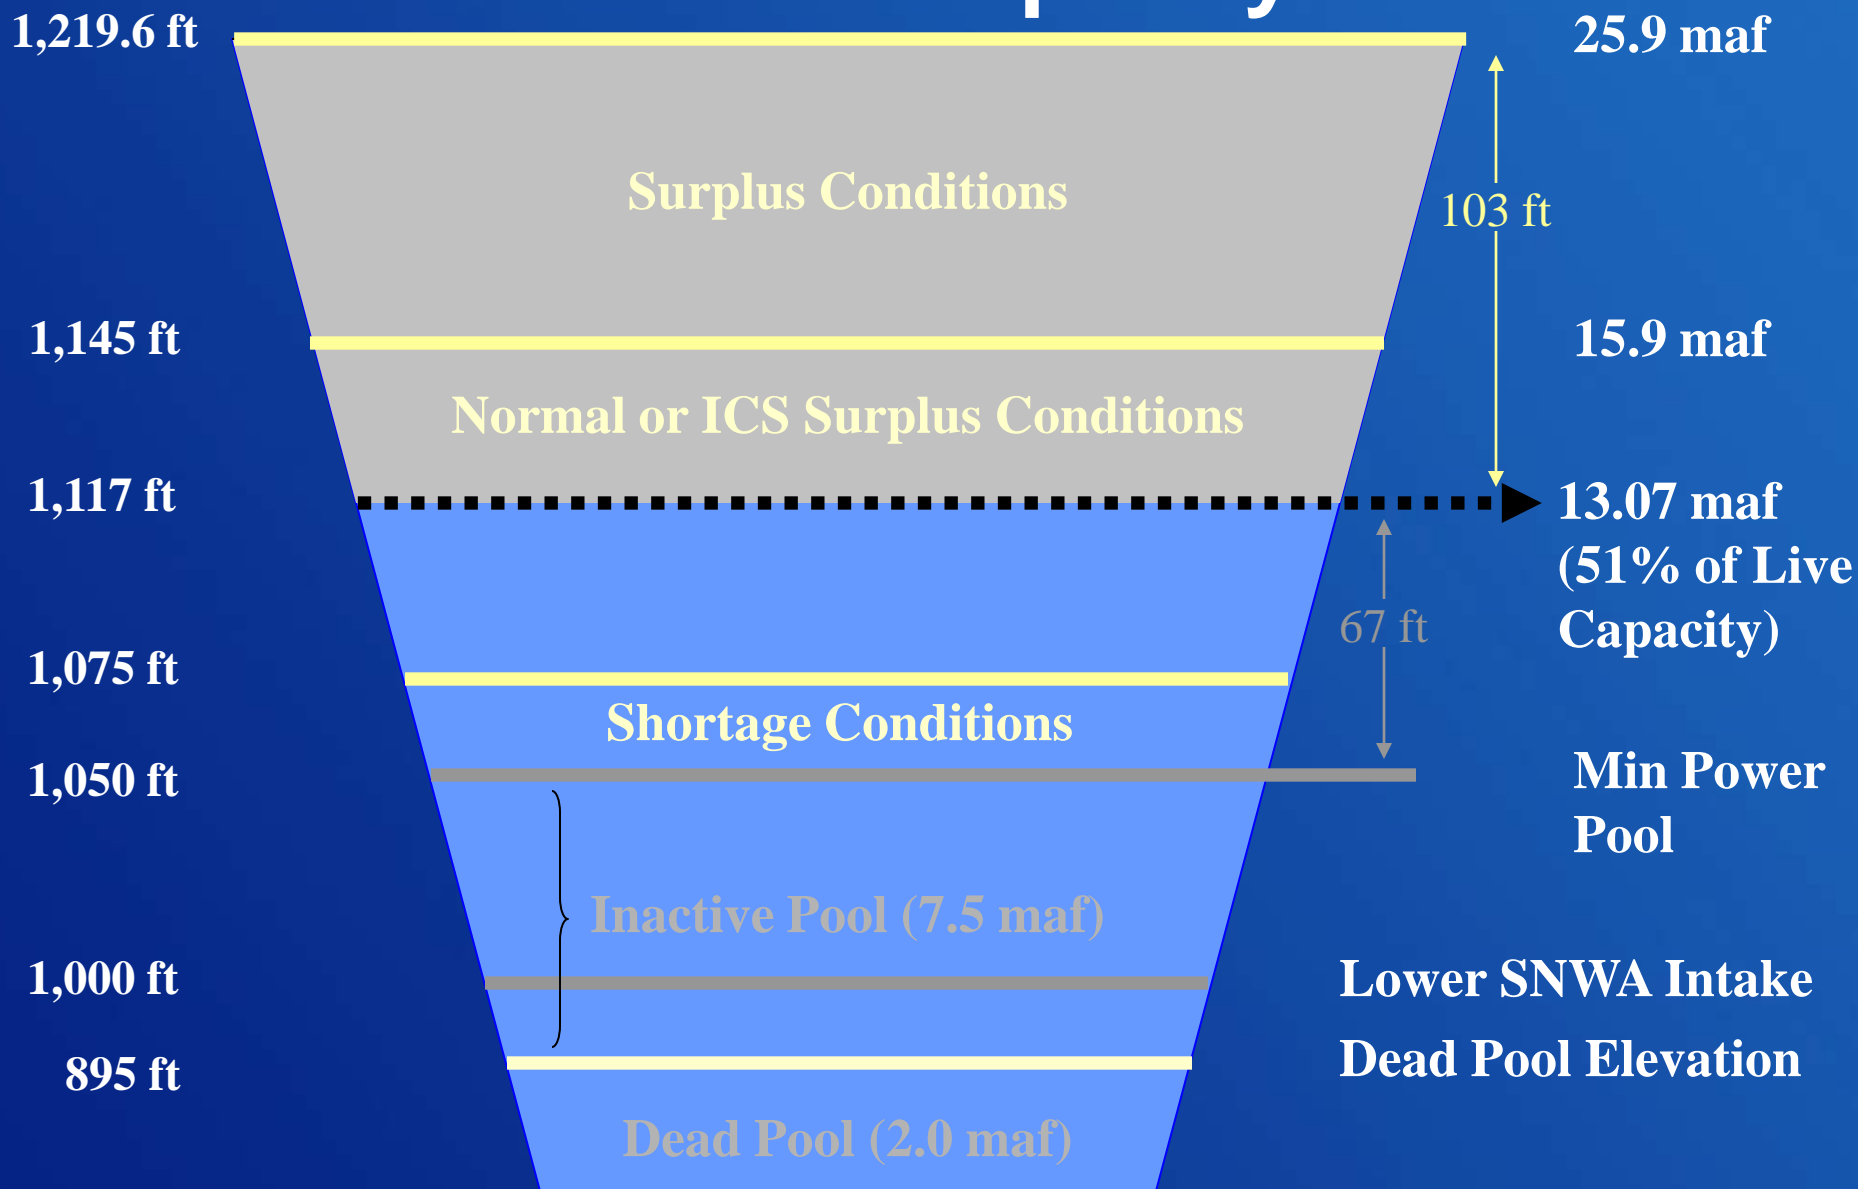 1,219.6 ft
25.9 maf
Surplus Conditions
103 ft
1,145 ft
15.9 maf
Normal or ICS Surplus Conditions
1,117 ft
13.07 maf
(51% of Live
Capacity)
67 ft
1,075 ft
Shortage Conditions
1,050 ft
Min Power
Pool
Inactive Pool (7.5 maf)
1,000 ft
Lower SNWA Intake
895 ft
Dead Pool Elevation
Dead Pool (2.0 maf)